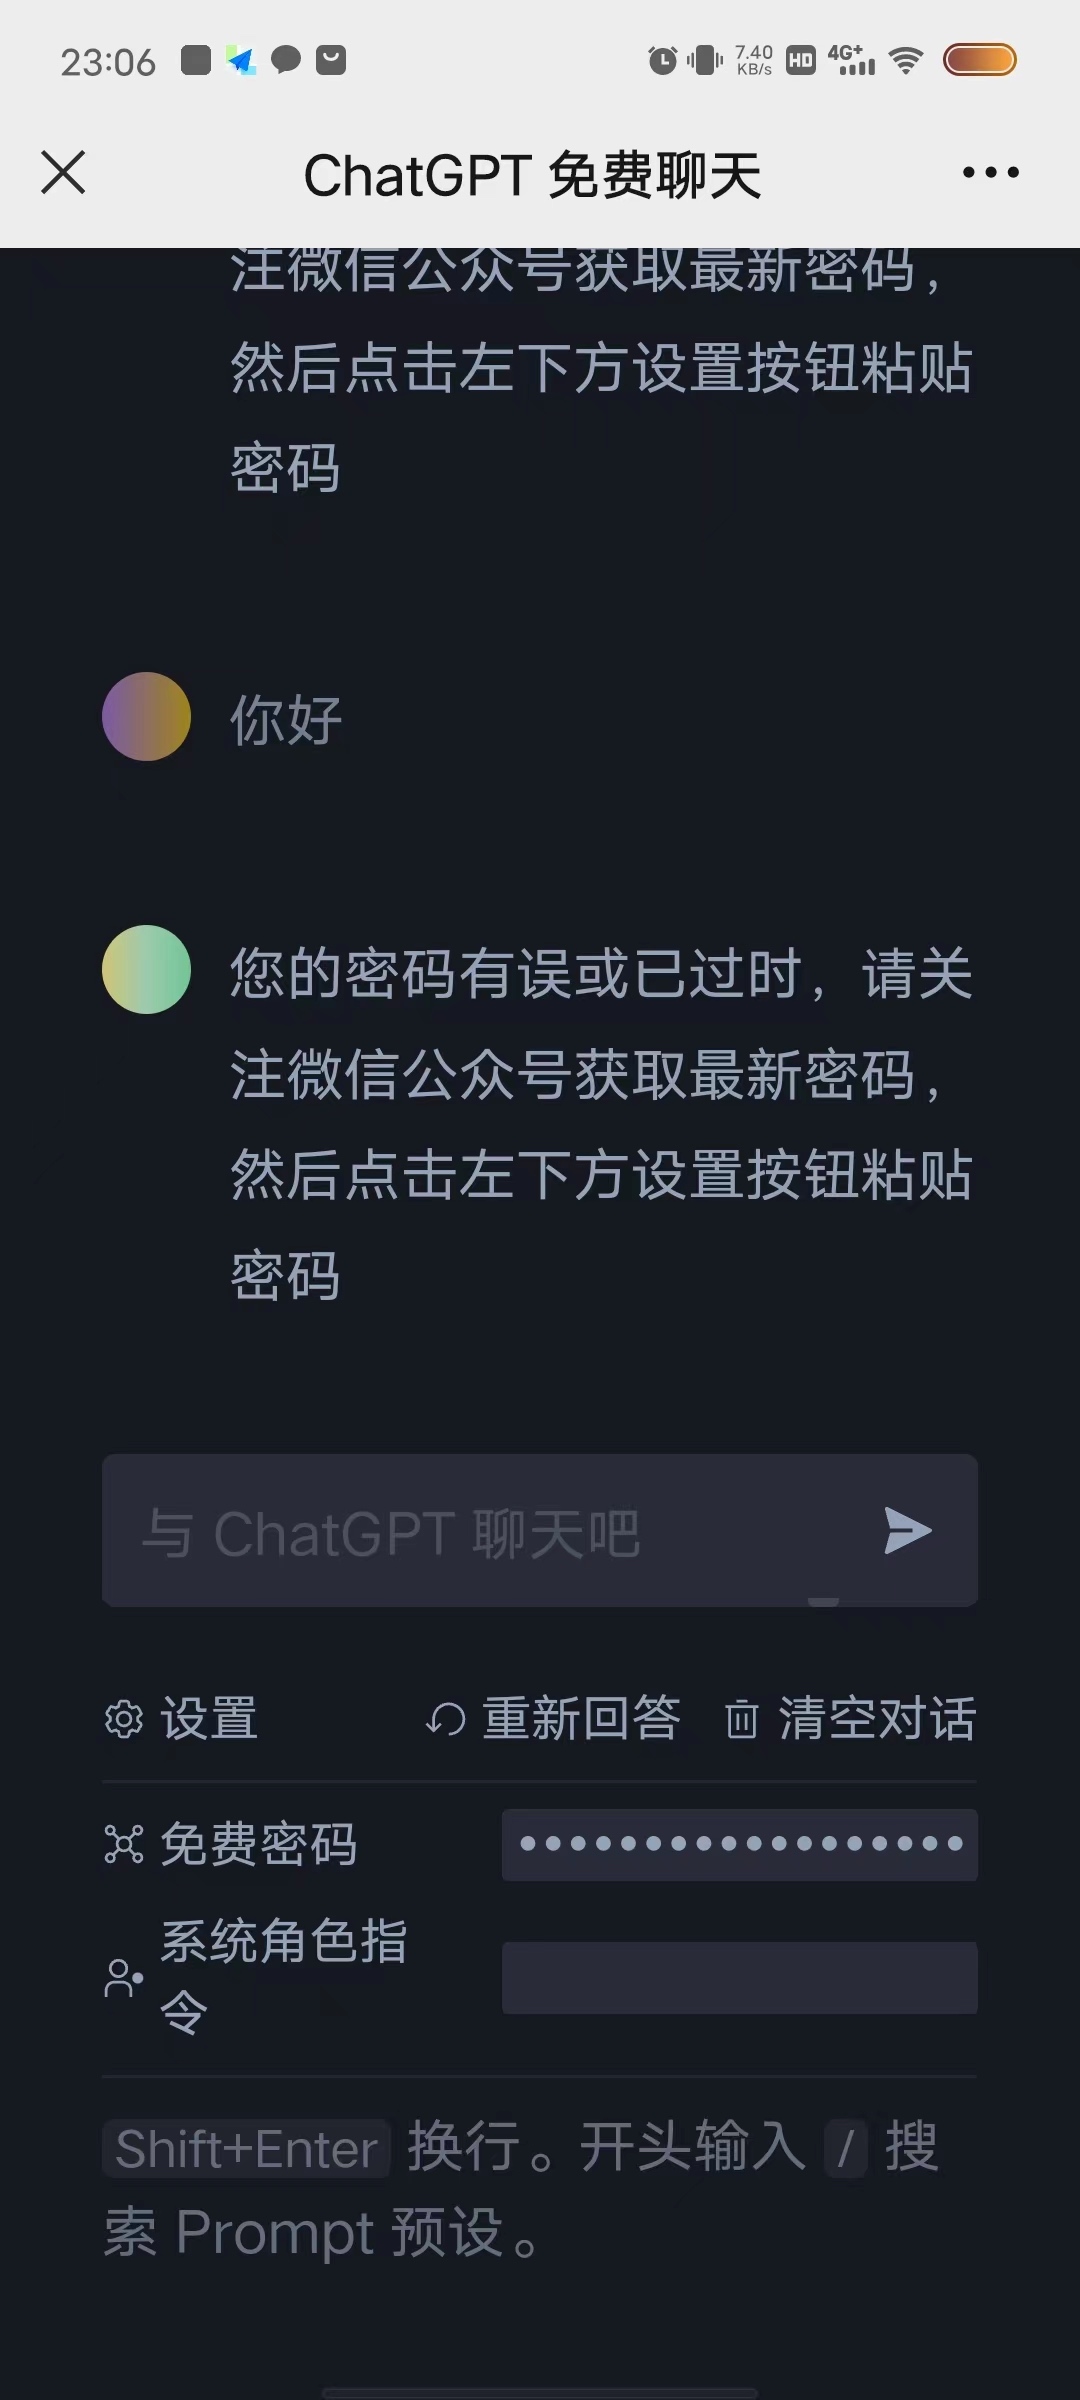 23:06
7.40
KB/s
HD
4G+
ChatGPT 免费聊天
注微信公众号获取最新密码，
然后点击左下方设置按钮粘贴
密码
你好
您的密码有误或已过时，请关
注微信公众号获取最新密码，
然后点击左下方设置按钮粘贴
密码
与 ChatGPT 聊天吧
设置
重新回答
清空对话
免费密码
系统角色指
令
Shift+Enter 换行。开头输入 / 搜
索 Prompt 预设。